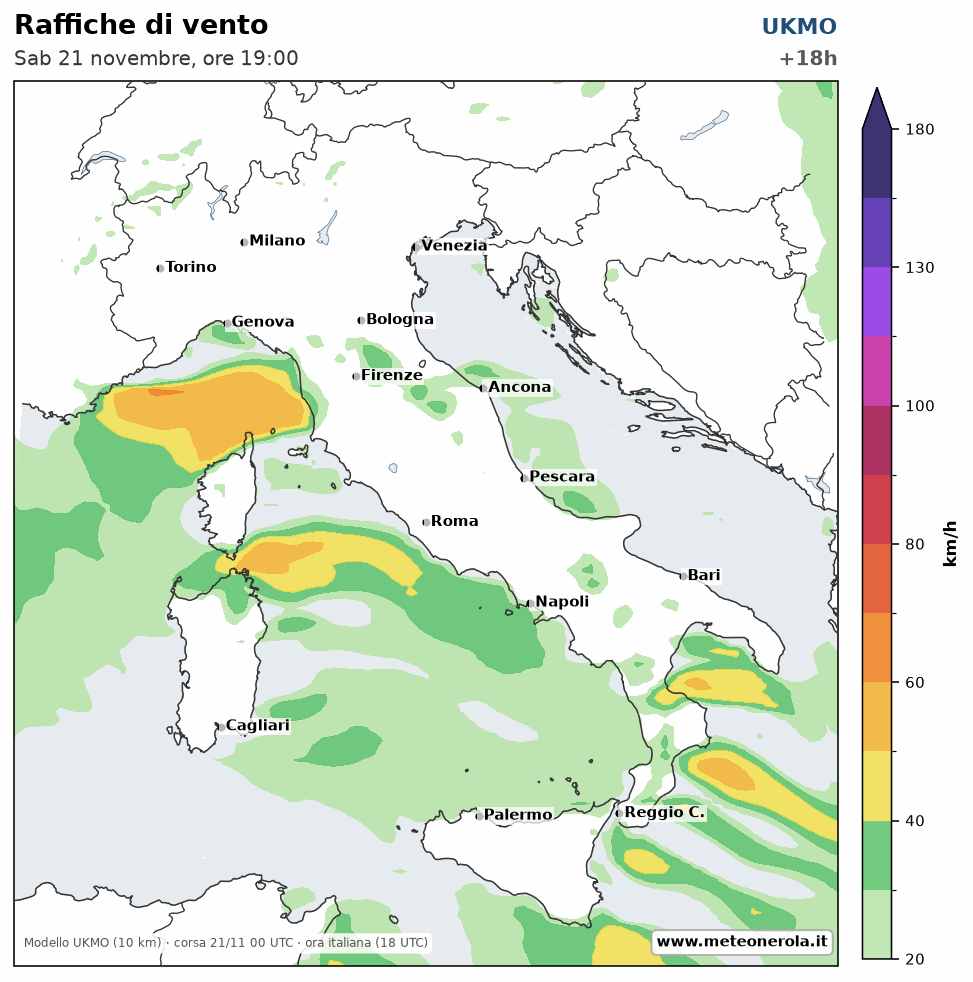 Raffiche di vento
UKMO
Sab 21 novembre, ore 19:00
+18h
180
130
100
80
60
40
20
km/h
Milano
Venezia
Torino
Genova
Bologna
Firenze
Ancona
Pescara
Roma
Bari
Napoli
Cagliari
Palermo
Reggio C.
Modello UKMO (10 km) · corsa 21/11 00 UTC · ora italiana (18 UTC)
www.meteonerola.it